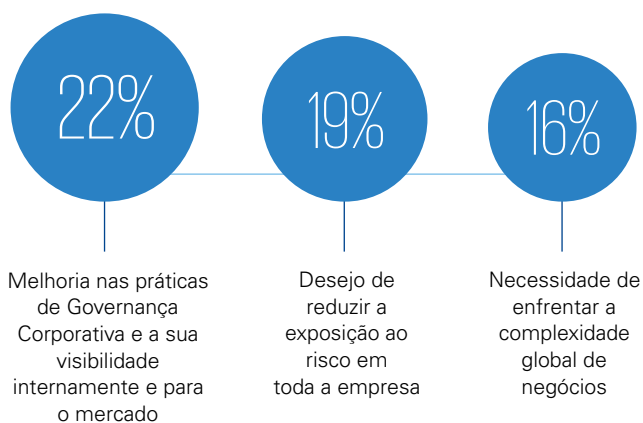 22%
Melhoria nas práticas
de Governança
Corporativa e a sua
visibilidade
internamente e para
o mercado
19%
Desejo de
reduzir a
exposição ao
risco em
toda a empresa
16%
Necessidade de
enfrentar a
complexidade
global de
negócios